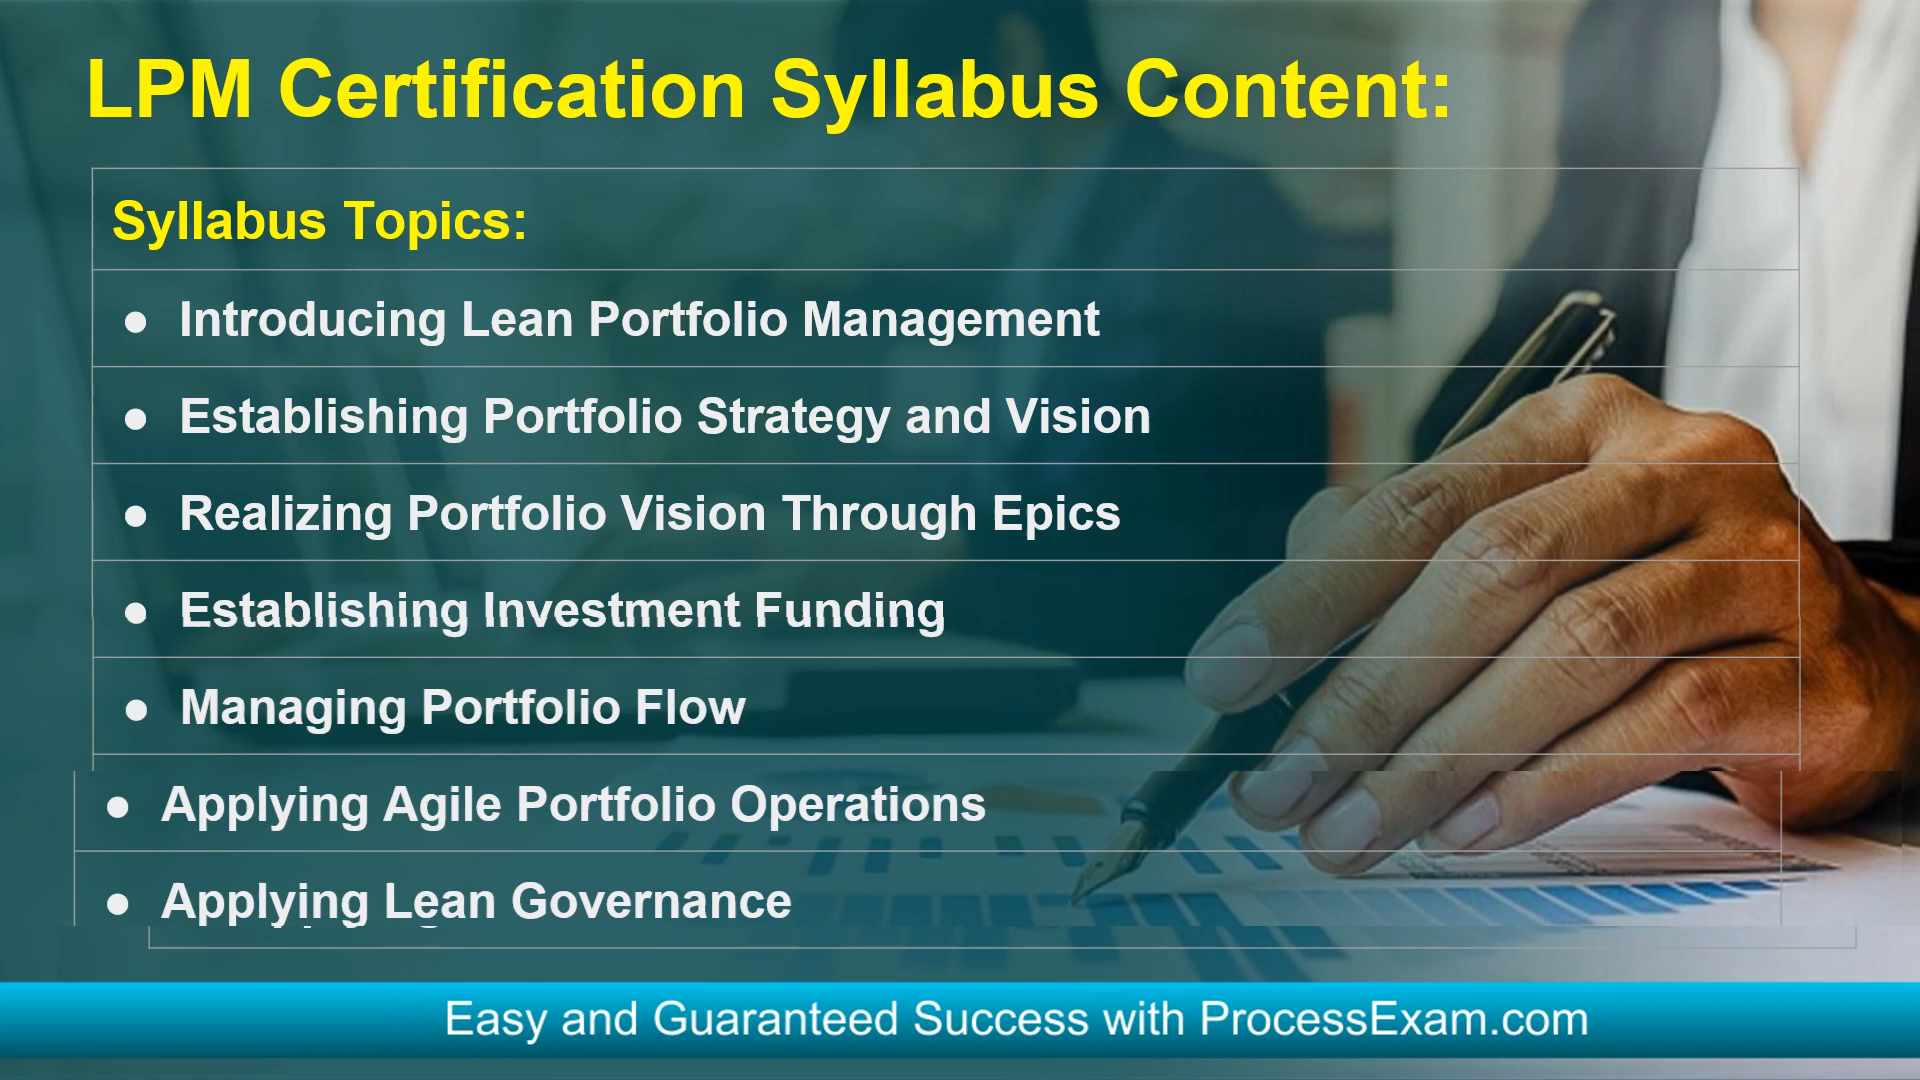 LPM Certification Syllabus Content:
Syllabus Topics:
● Introducing Lean Portfolio Management
● Establishing Portfolio Strategy and Vision
● Realizing Portfolio Vision Through Epics
● Establishing Investment Funding
● Managing Portfolio Flow
● Applying Agile Portfolio Operations
● Applying Lean Governance
Easy and Guaranteed Success with ProcessExam.com